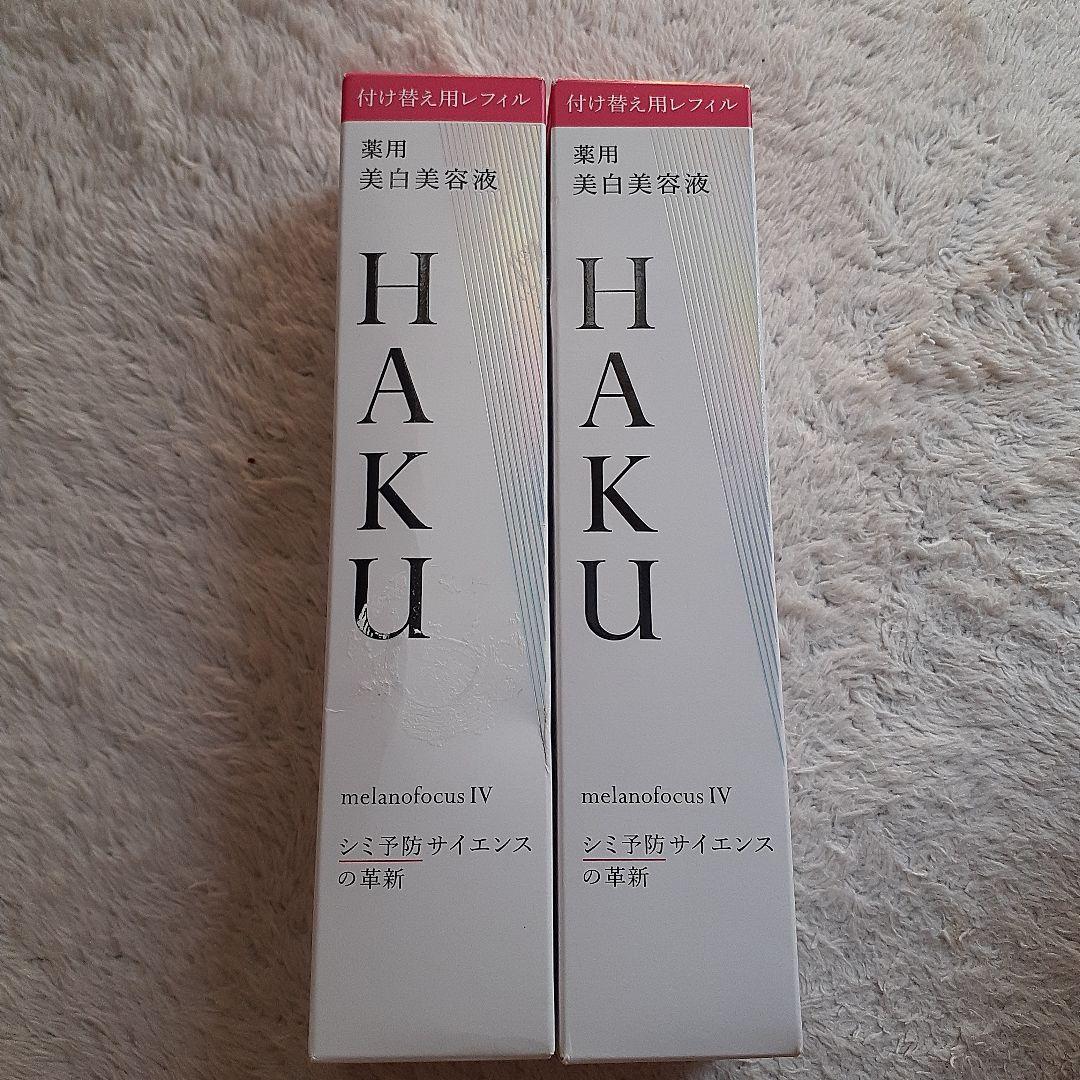 付け替え用レフィル
薬用
美白美容液
HAKU
melanofocus IV
シミ予防サイエンス
の革新
付け替え用レフィル
薬用
美白美容液
HAKU
melanofocus IV
シミ予防サイエンス
の革新